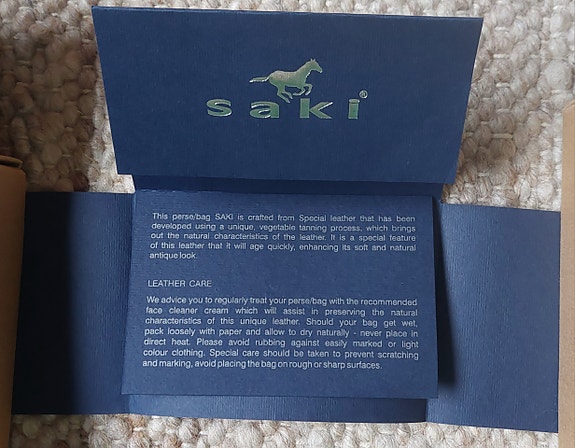 saki®
This perse/bag SAKI is crafted from Special leather that has been
developed using a unique, vegetable tanning process, which brings
out the natural characteristics of the leather. It is a special feature
of this leather that it will age quickly, enhancing its soft and natural
antique look.
LEATHER CARE
We advice you to regularly treat your perse/bag with the recommended
face cleaner cream which will assist in preserving the natural
characteristics of this unique leather. Should your bag get wet,
pack loosely with paper and allow to dry naturally - never place in
direct heat. Please avoid rubbing against easily marked or light
colour clothing. Special care should be taken to prevent scratching
and marking, avoid placing the bag on rough or sharp surfaces.